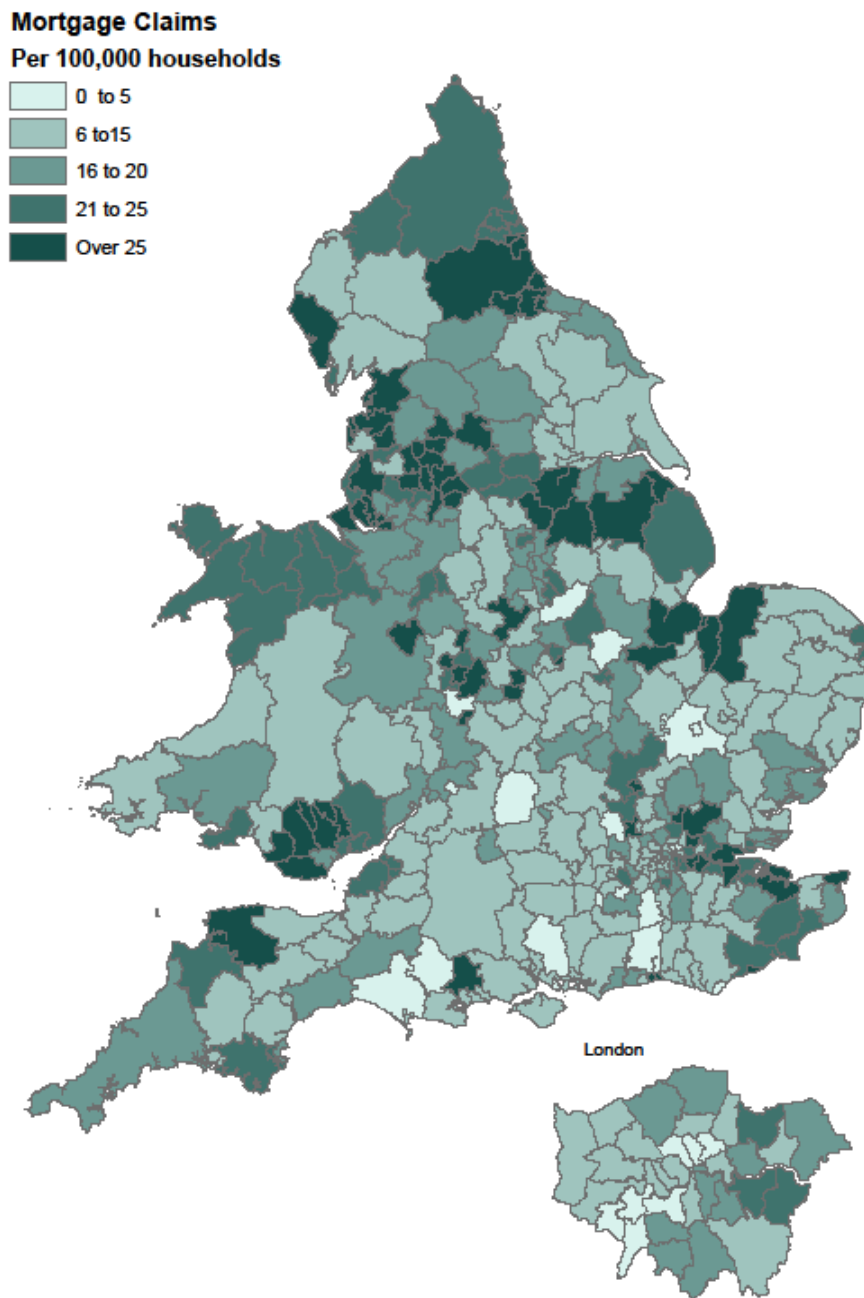 Mortgage Claims
Per 100,000 households
0 to 5
6 to15
16 to 20
21 to 25
Over 25
London